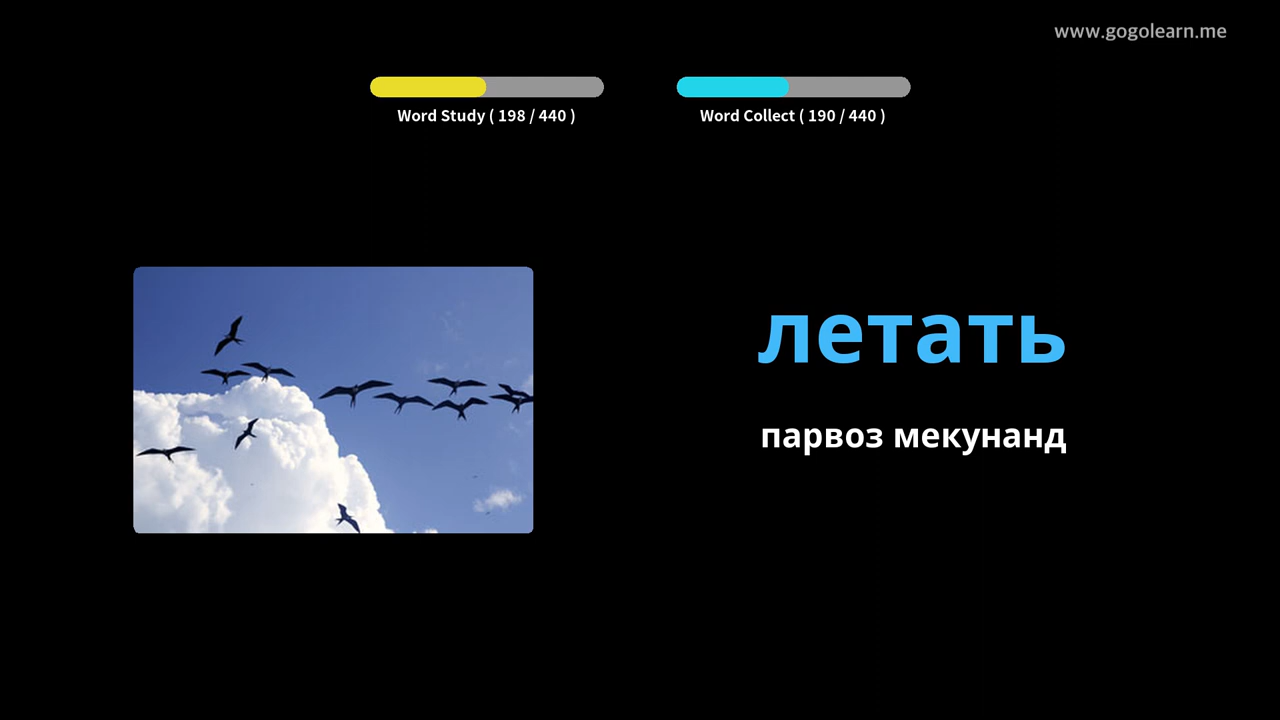 www.gogolearn.me
Word Study ( 198 / 440 )
Word Collect ( 190 / 440 )
летать
парвоз мекунанд